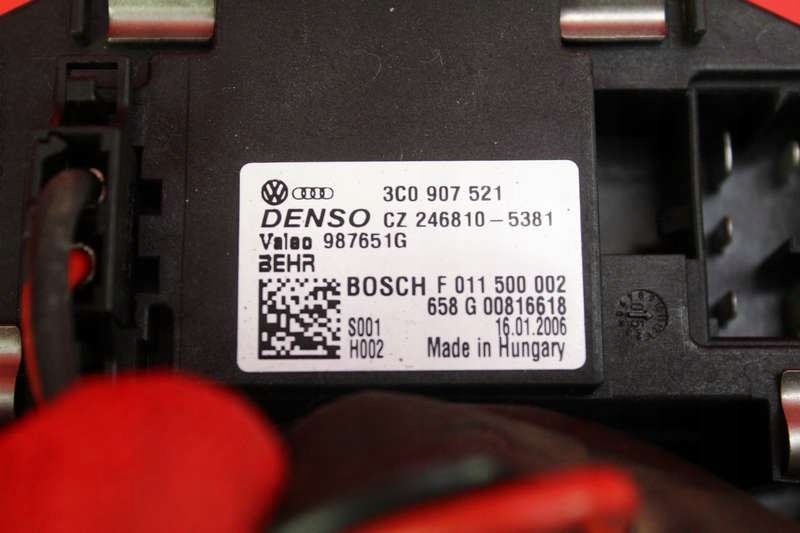 3C0 907 521
DENSO CZ 246810-5381
Valeo 987651G
BEHR
BOSCH F 011 500 002
658 G 00816618
S001 16.01.2006
H002 Made in Hungary